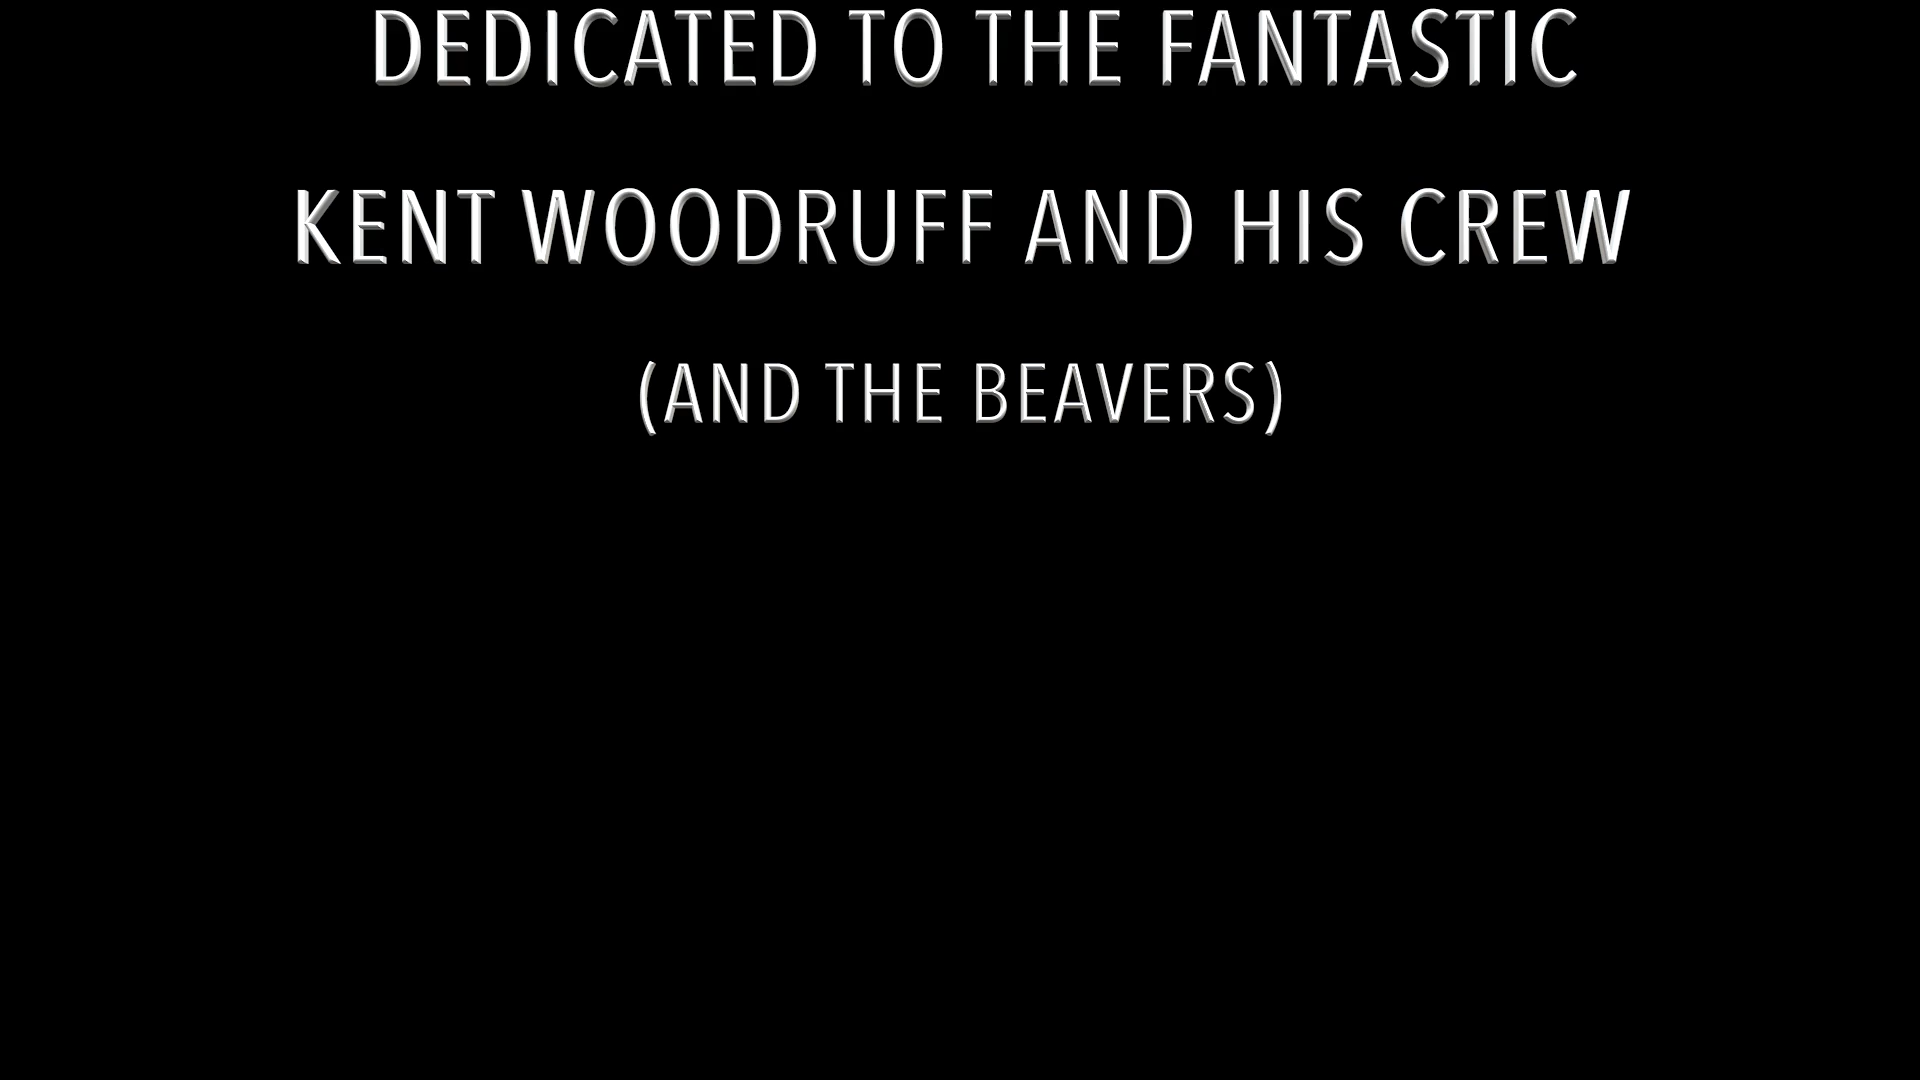 DEDICATED TO THE FANTASTIC
KENT WOODRUFF AND HIS CREW
(AND THE BEAVERS)